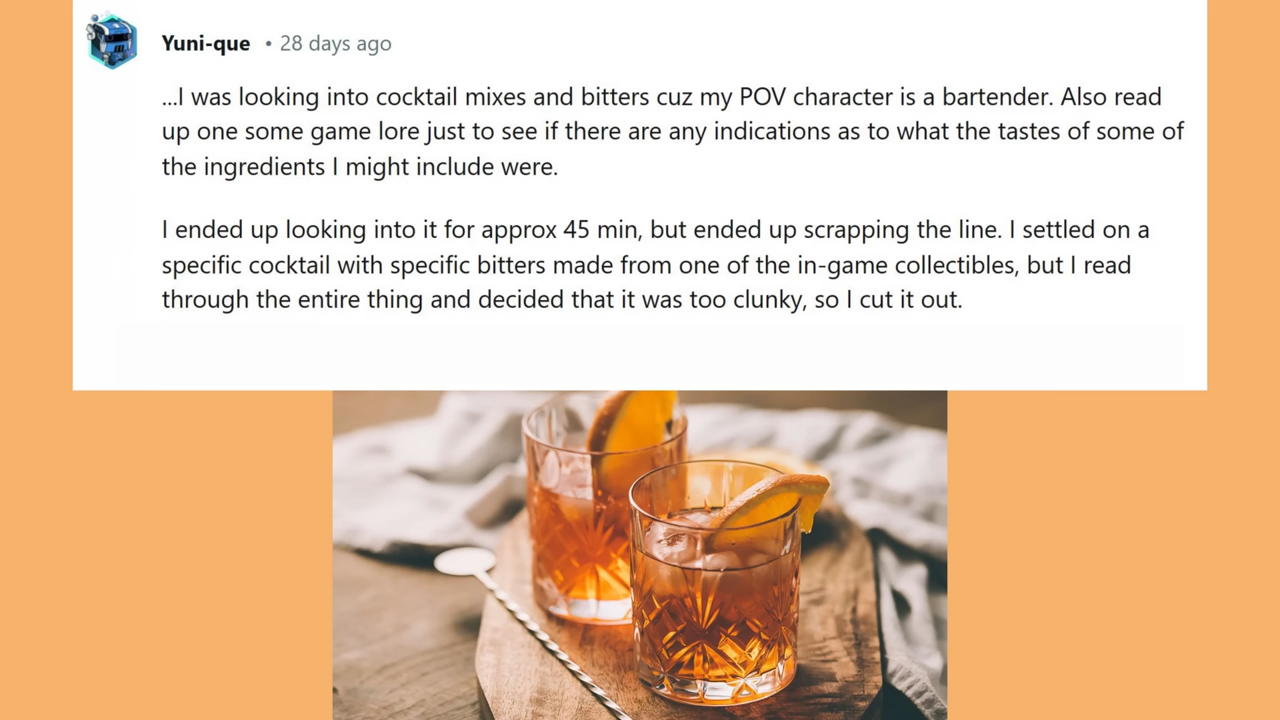 Yuni-que • 28 days ago
...I was looking into cocktail mixes and bitters cuz my POV character is a bartender. Also read
up one some game lore just to see if there are any indications as to what the tastes of some of
the ingredients I might include were.
I ended up looking into it for approx 45 min, but ended up scrapping the line. I settled on a
specific cocktail with specific bitters made from one of the in-game collectibles, but I read
through the entire thing and decided that it was too clunky, so I cut it out.